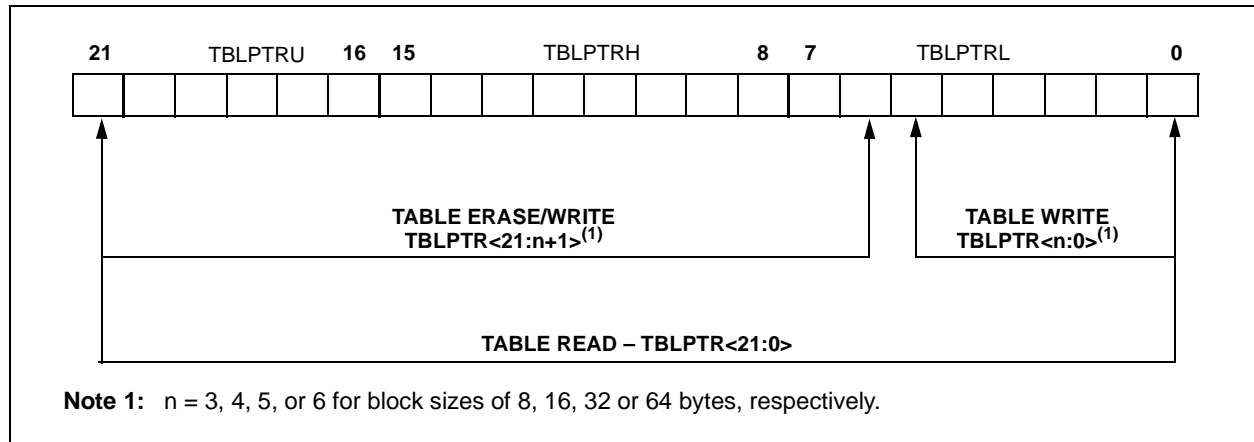 21 TBLPTRU 16 15 TBLPTRH 8 7 TBLPTRL 0
TABLE ERASE/WRITE TABLE WRITE
TBLPTR<21:n+1>(1) TBLPTR<n:0>(1)
TABLE READ – TBLPTR<21:0>
Note 1: n = 3, 4, 5, or 6 for block sizes of 8, 16, 32 or 64 bytes, respectively.